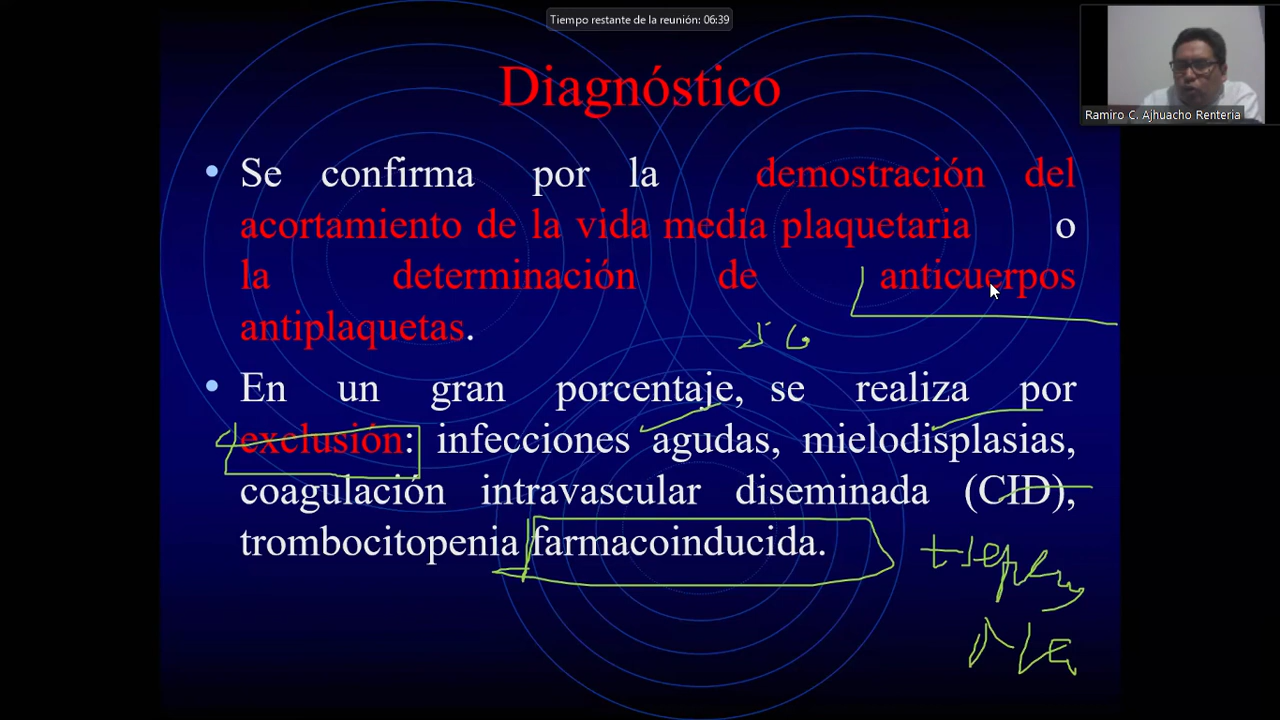 Tiempo restante de la reunión: 06:39
Ramiro C. Ajhuacho Renteria
Diagnóstico
• Se confirma por la demostración del
acortamiento de la vida media plaquetaria o
la determinación de anticuerpos
antiplaquetas.
• En un gran porcentaje, se realiza por
exclusión: infecciones agudas, mielodisplasias,
coagulación intravascular diseminada (CID),
trombocitopenia farmacoinducida.